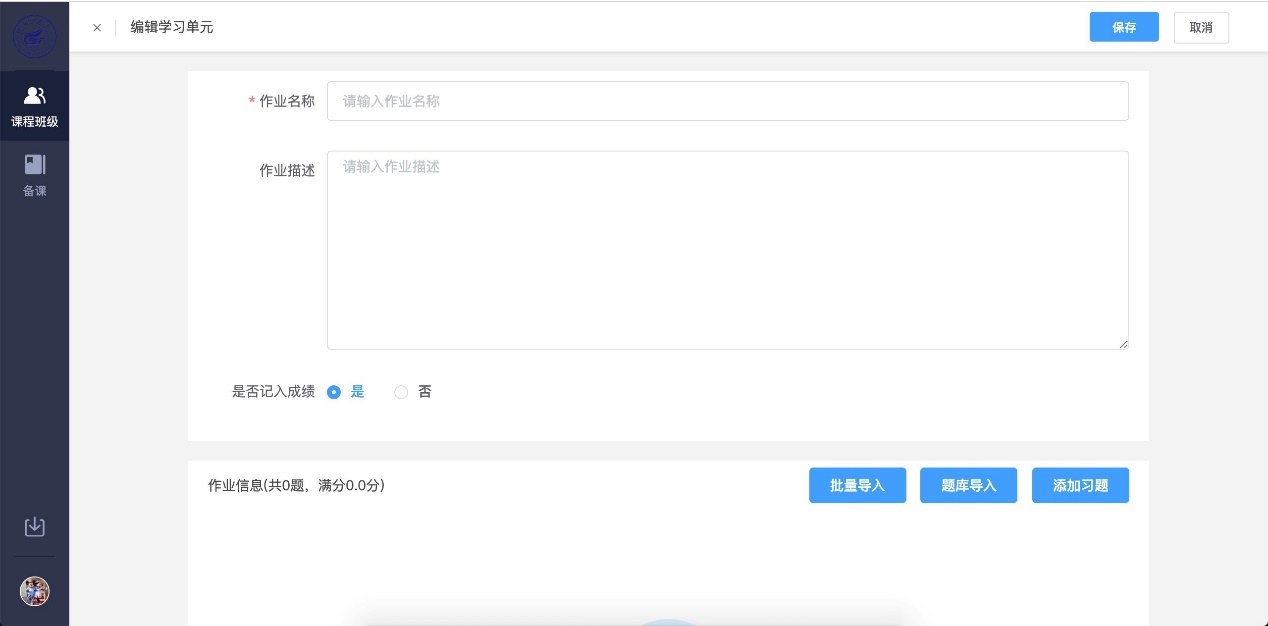 编辑学习单元
保存
取消
课程班级
备课
* 作业名称
请输入作业名称
作业描述
请输入作业描述
是否记入成绩
是
否
作业信息(共0题，满分0.0分)
批量导入
题库导入
添加习题